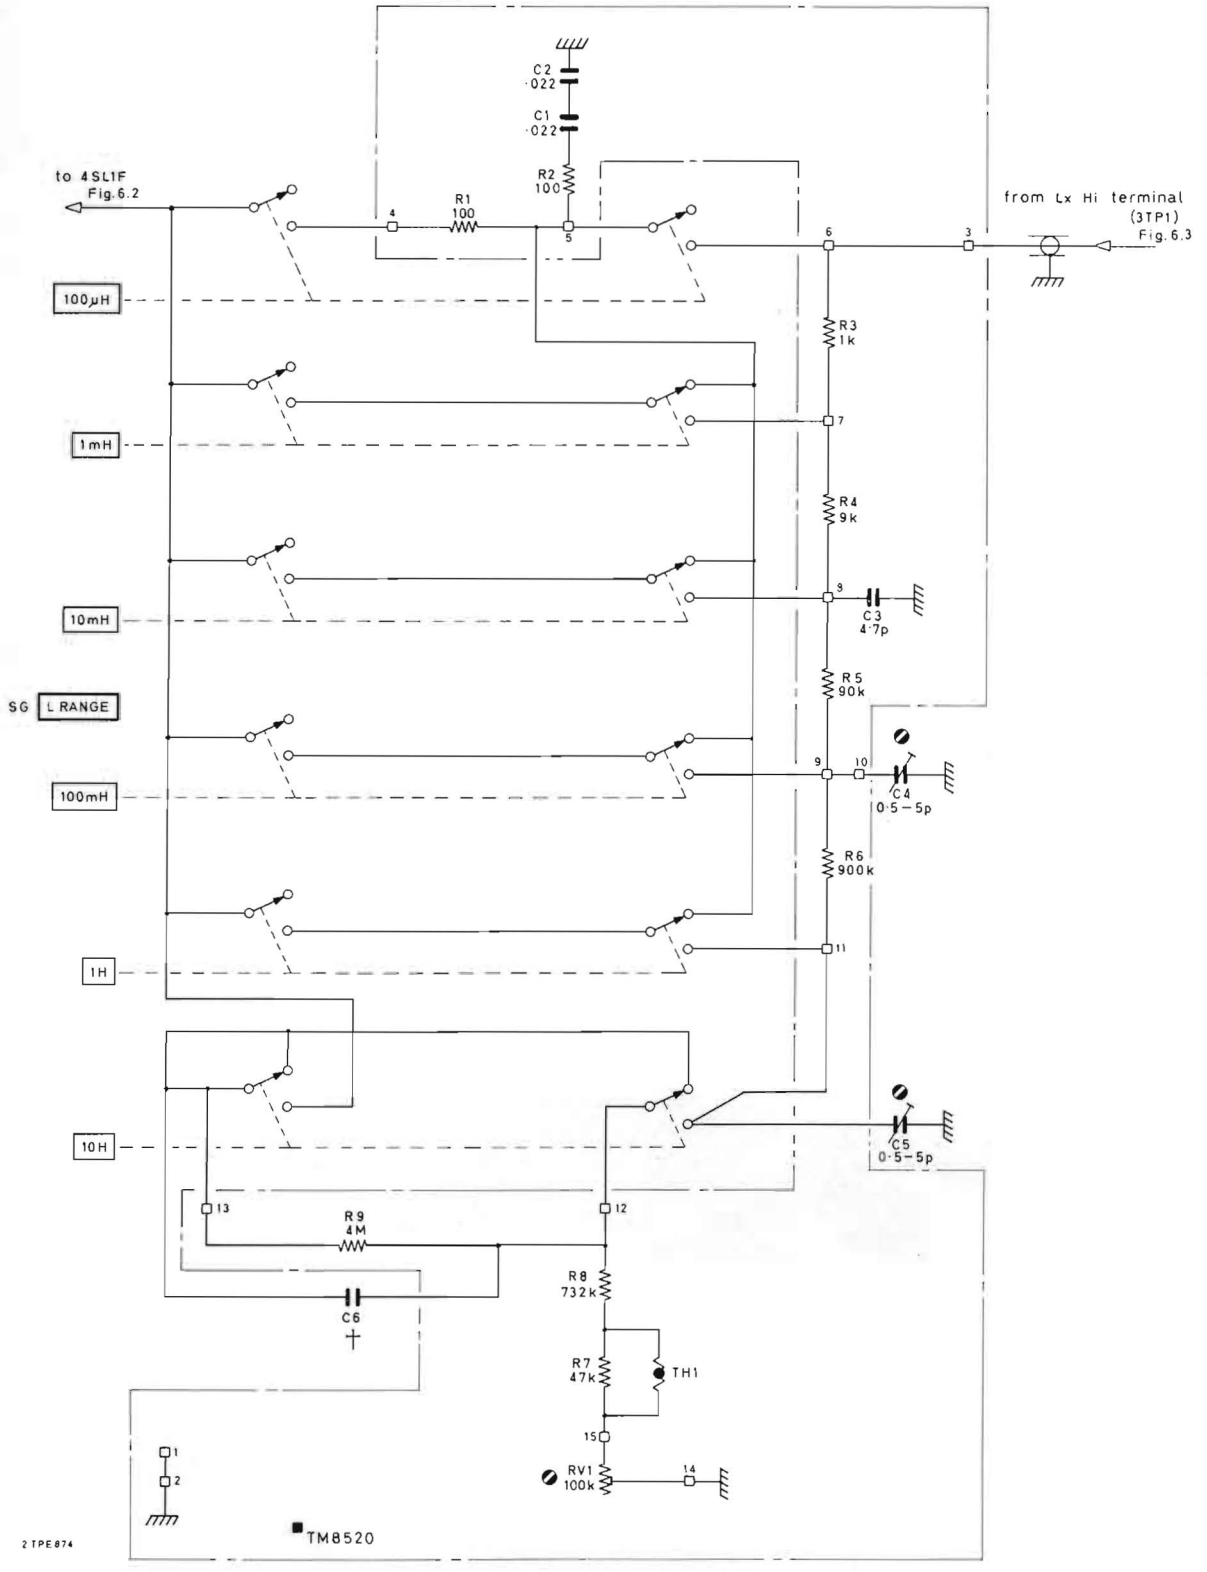 C2
·022
C1
·022
R2
100
to 4SL1F
Fig.6.2
R1
100
4
5
6
3
from Lx Hi terminal
(3TP1)
Fig.6.3
100µH
R3
1k
1mH
7
R4
9k
10mH
C3
4·7p
R5
90k
SG L RANGE
9
10
C4
0·5–5p
100mH
R6
900k
11
1H
10H
C5
0·5–5p
13
12
R9
4M
R8
732k
C6
†
R7
47k
TH1
15
RV1
100k
14
1
2
TM8520
2TPE874